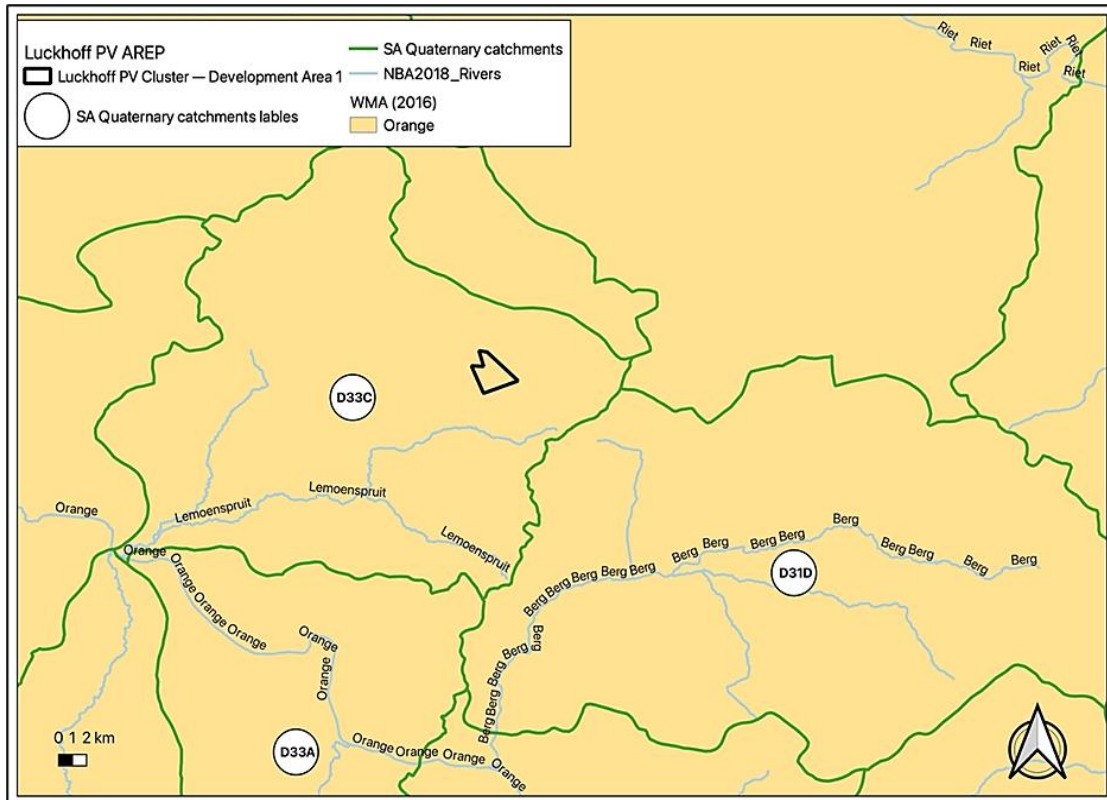 Luckhoff PV AREP
Luckhoff PV Cluster — Development Area 1
SA Quaternary catchments lables
SA Quaternary catchments
NBA2018_Rivers
WMA (2016)
Orange
Riet
Riet
Riet
Riet
Riet
Riet
D33C
Orange
Lemoenspruit
Lemoenspruit
Lemoenspruit
Orange
Orange
Orange
Orange
Orange
Orange
Berg
Berg
Berg
Berg
Berg
Berg
Berg
Berg
Berg
Berg
D31D
Berg
Berg
Berg
Berg
Berg
Berg
Berg
Berg
Berg
Berg
Orange
Orange
Orange
Orange
0 1 2 km
D33A